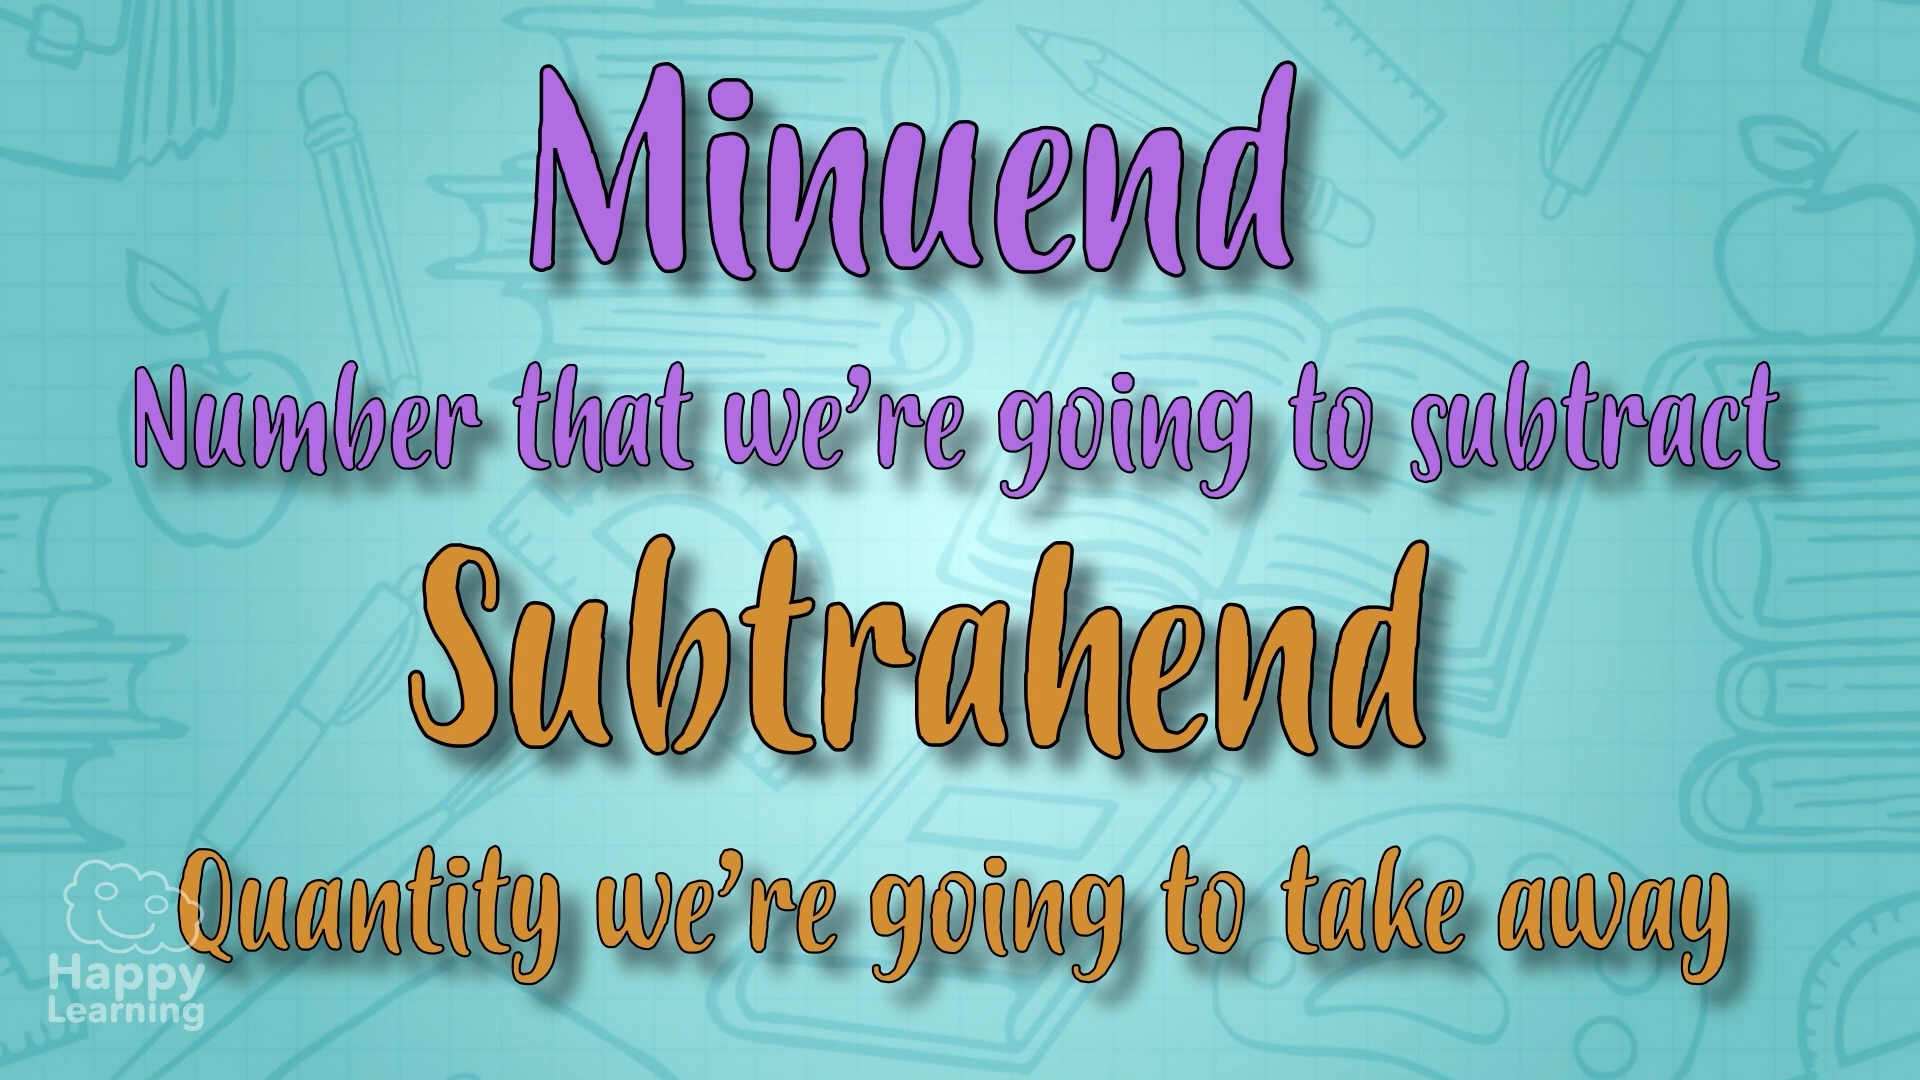 Minuend
Number that we’re going to subtract
Subtrahend
Quantity we’re going to take away
Happy
Learning